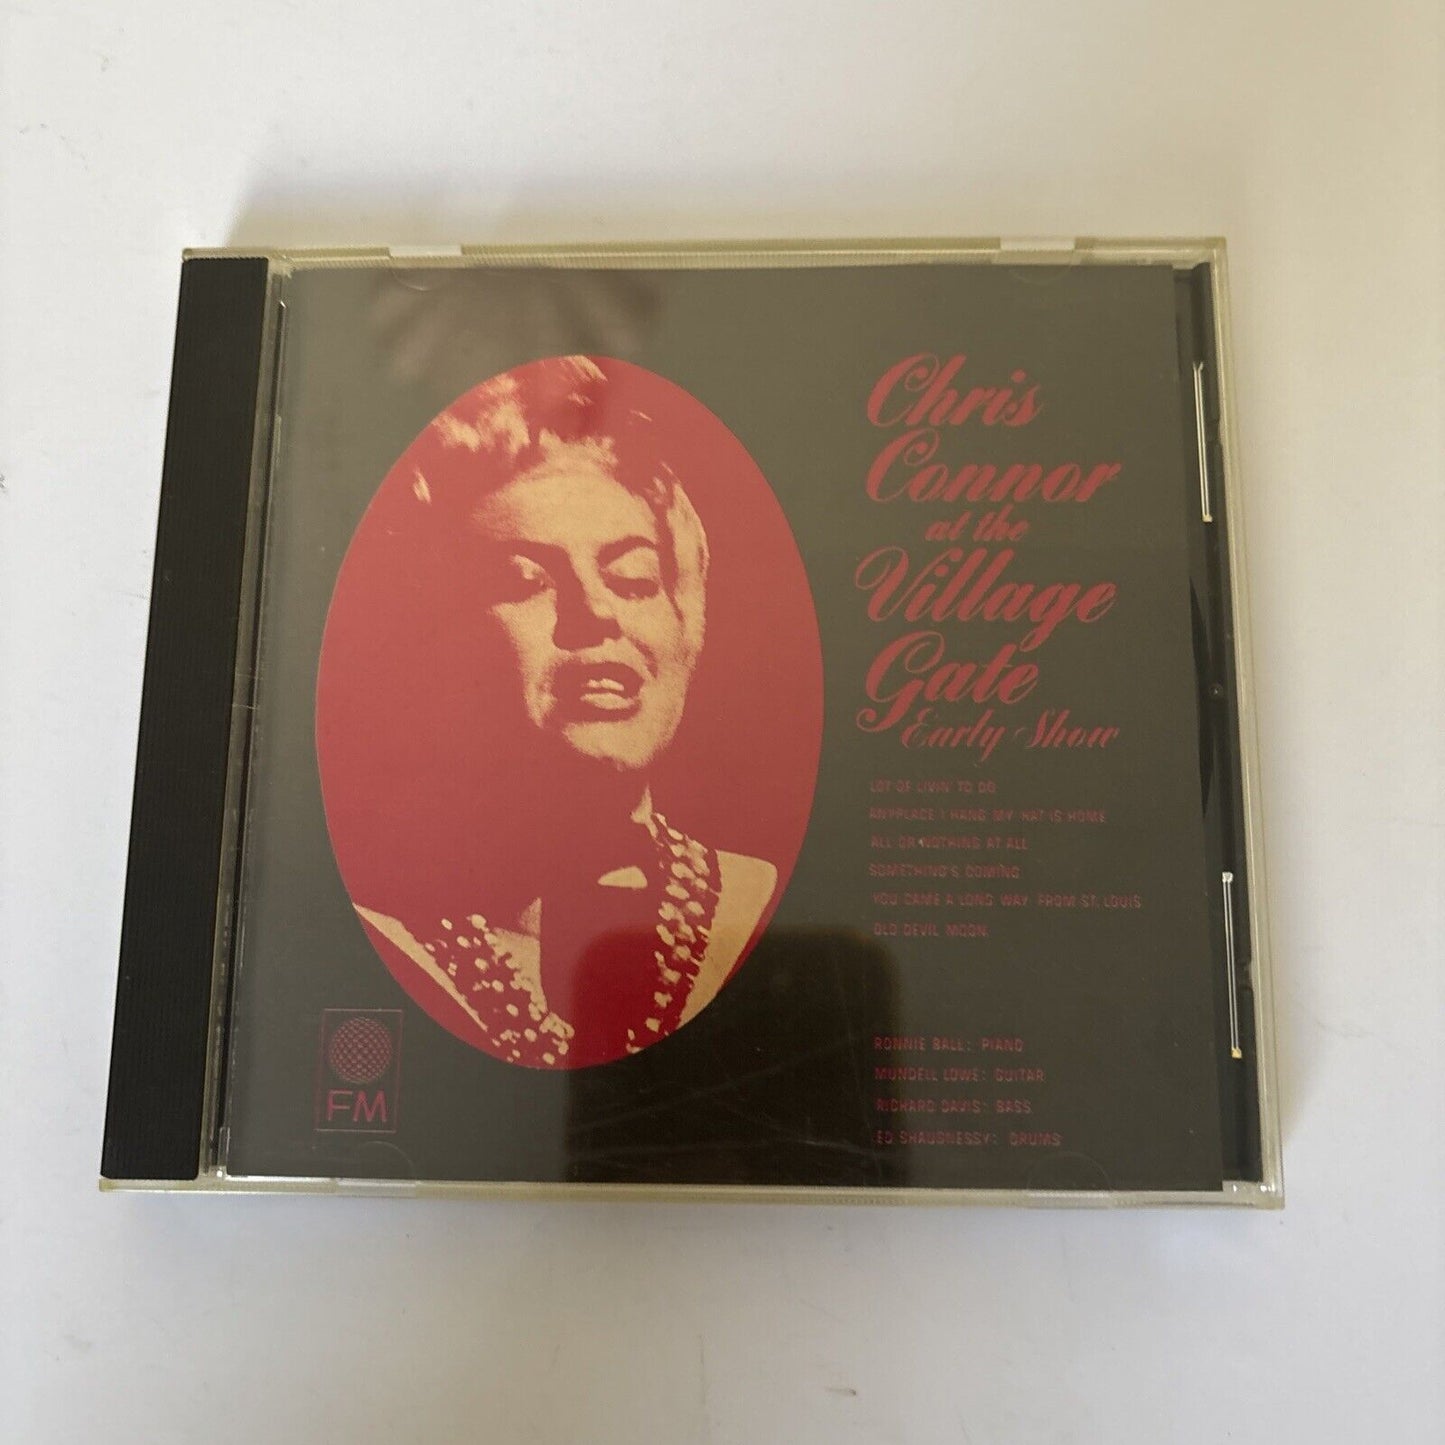 Chris
Connor
at the
Village
Gate
Early Show
LOT OF LIVIN' TO DO
ANYPLACE I HANG MY HAT IS HOME
ALL OR NOTHING AT ALL
SOMETHING'S COMING
YOU CAME A LONG WAY FROM ST. LOUIS
OLD DEVIL MOON
RONNIE BALL: PIANO
MUNDELL LOWE: GUITAR
RICHARD DAVIS: BASS
ED SHAUSNESSY: DRUMS
FM